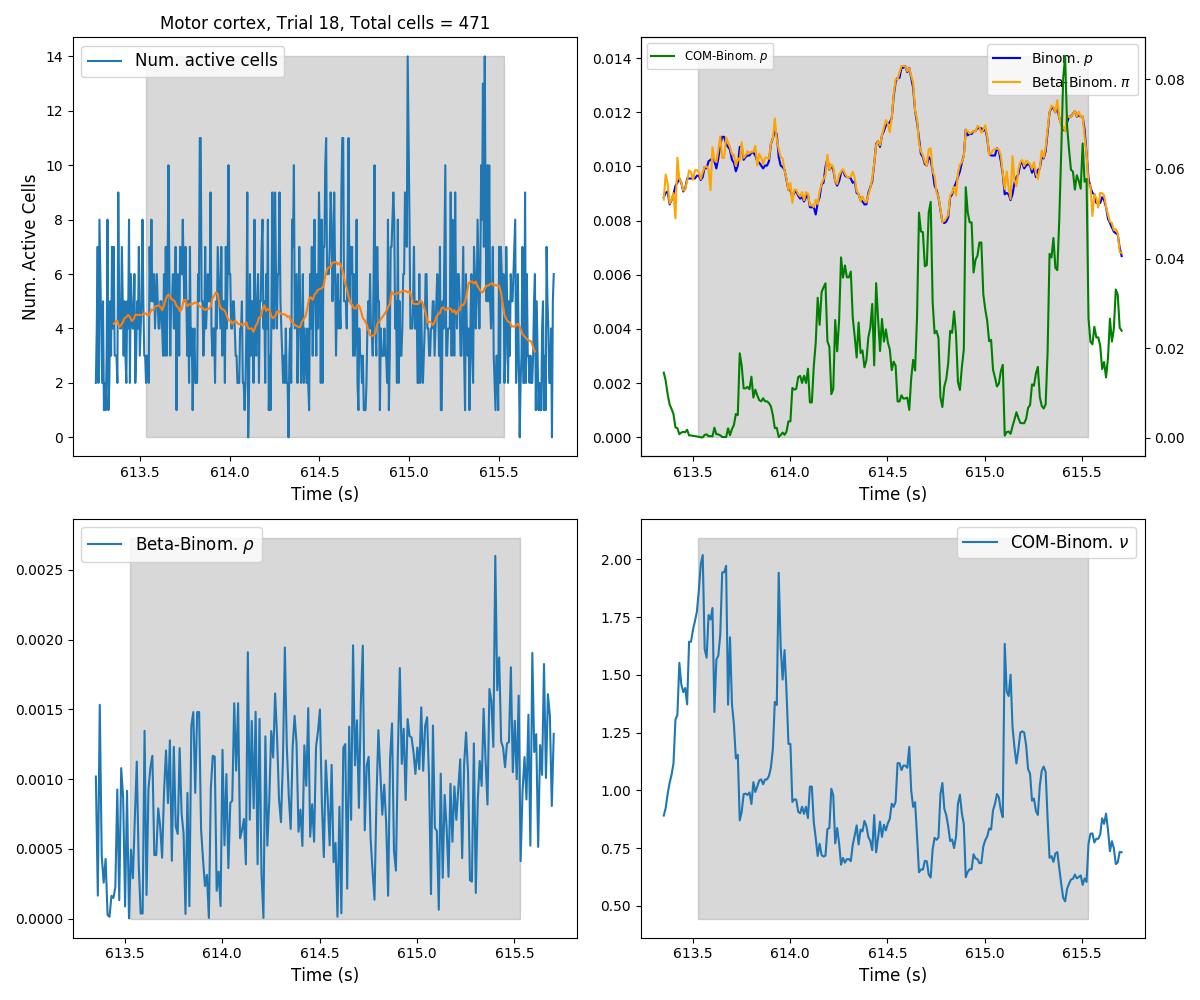 Motor cortex, Trial 18, Total cells = 471
Num. active cells
14
12
10
8
6
4
2
0
Num. Active Cells
613.5 614.0 614.5 615.0 615.5
Time (s)
COM-Binom. p
Binom. p
Beta-Binom. π
0.014
0.012
0.010
0.008
0.006
0.004
0.002
0.000
0.08
0.06
0.04
0.02
0.00
613.5 614.0 614.5 615.0 615.5
Time (s)
Beta-Binom. ρ
0.0025
0.0020
0.0015
0.0010
0.0005
0.0000
613.5 614.0 614.5 615.0 615.5
Time (s)
COM-Binom. ν
2.00
1.75
1.50
1.25
1.00
0.75
0.50
613.5 614.0 614.5 615.0 615.5
Time (s)